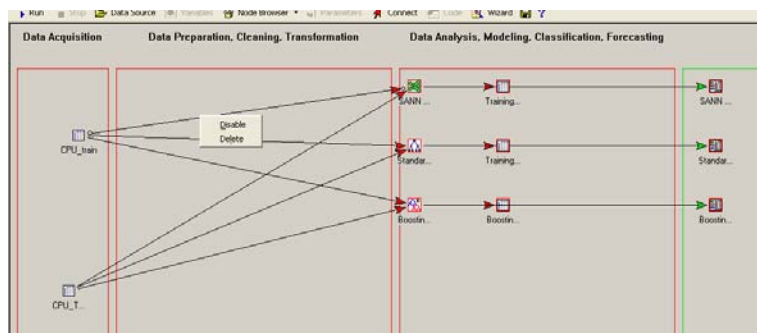 Run Stop Data Source Variables Node Browser Parameters Connect Code Wizard ?
Data Acquisition Data Preparation, Cleaning, Transformation Data Analysis, Modeling, Classification, Forecasting
SANN ... Training... SANN ...
Disable
Delete
CPU_train
Standar... Training... Standar...
Boostin... Boostin... Boostin...
CPU_T...